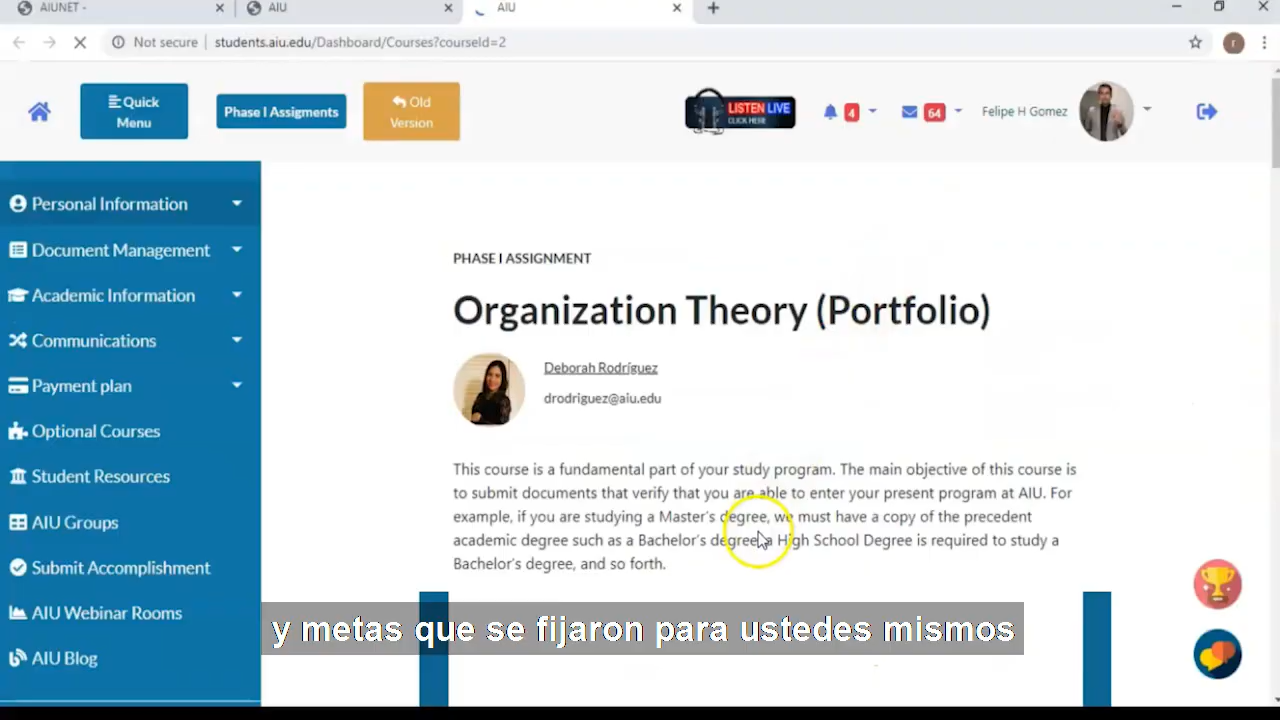 AIUNET -
AIU
AIU
Not secure
students.aiu.edu/Dashboard/Courses?courseId=2
r
Quick
Menu
Phase I Assigments
Old
Version
LISTEN LIVE
CLICK HERE
4
64
Felipe H Gomez
Personal Information
Document Management
Academic Information
Communications
Payment plan
Optional Courses
Student Resources
AIU Groups
Submit Accomplishment
AIU Webinar Rooms
AIU Blog
PHASE I ASSIGNMENT
Organization Theory (Portfolio)
Deborah Rodríguez
drodriguez@aiu.edu
This course is a fundamental part of your study program. The main objective of this course is
to submit documents that verify that you are able to enter your present program at AIU. For
example, if you are studying a Master's degree, we must have a copy of the precedent
academic degree such as a Bachelor's degree, a High School Degree is required to study a
Bachelor's degree, and so forth.
y metas que se fijaron para ustedes mismos